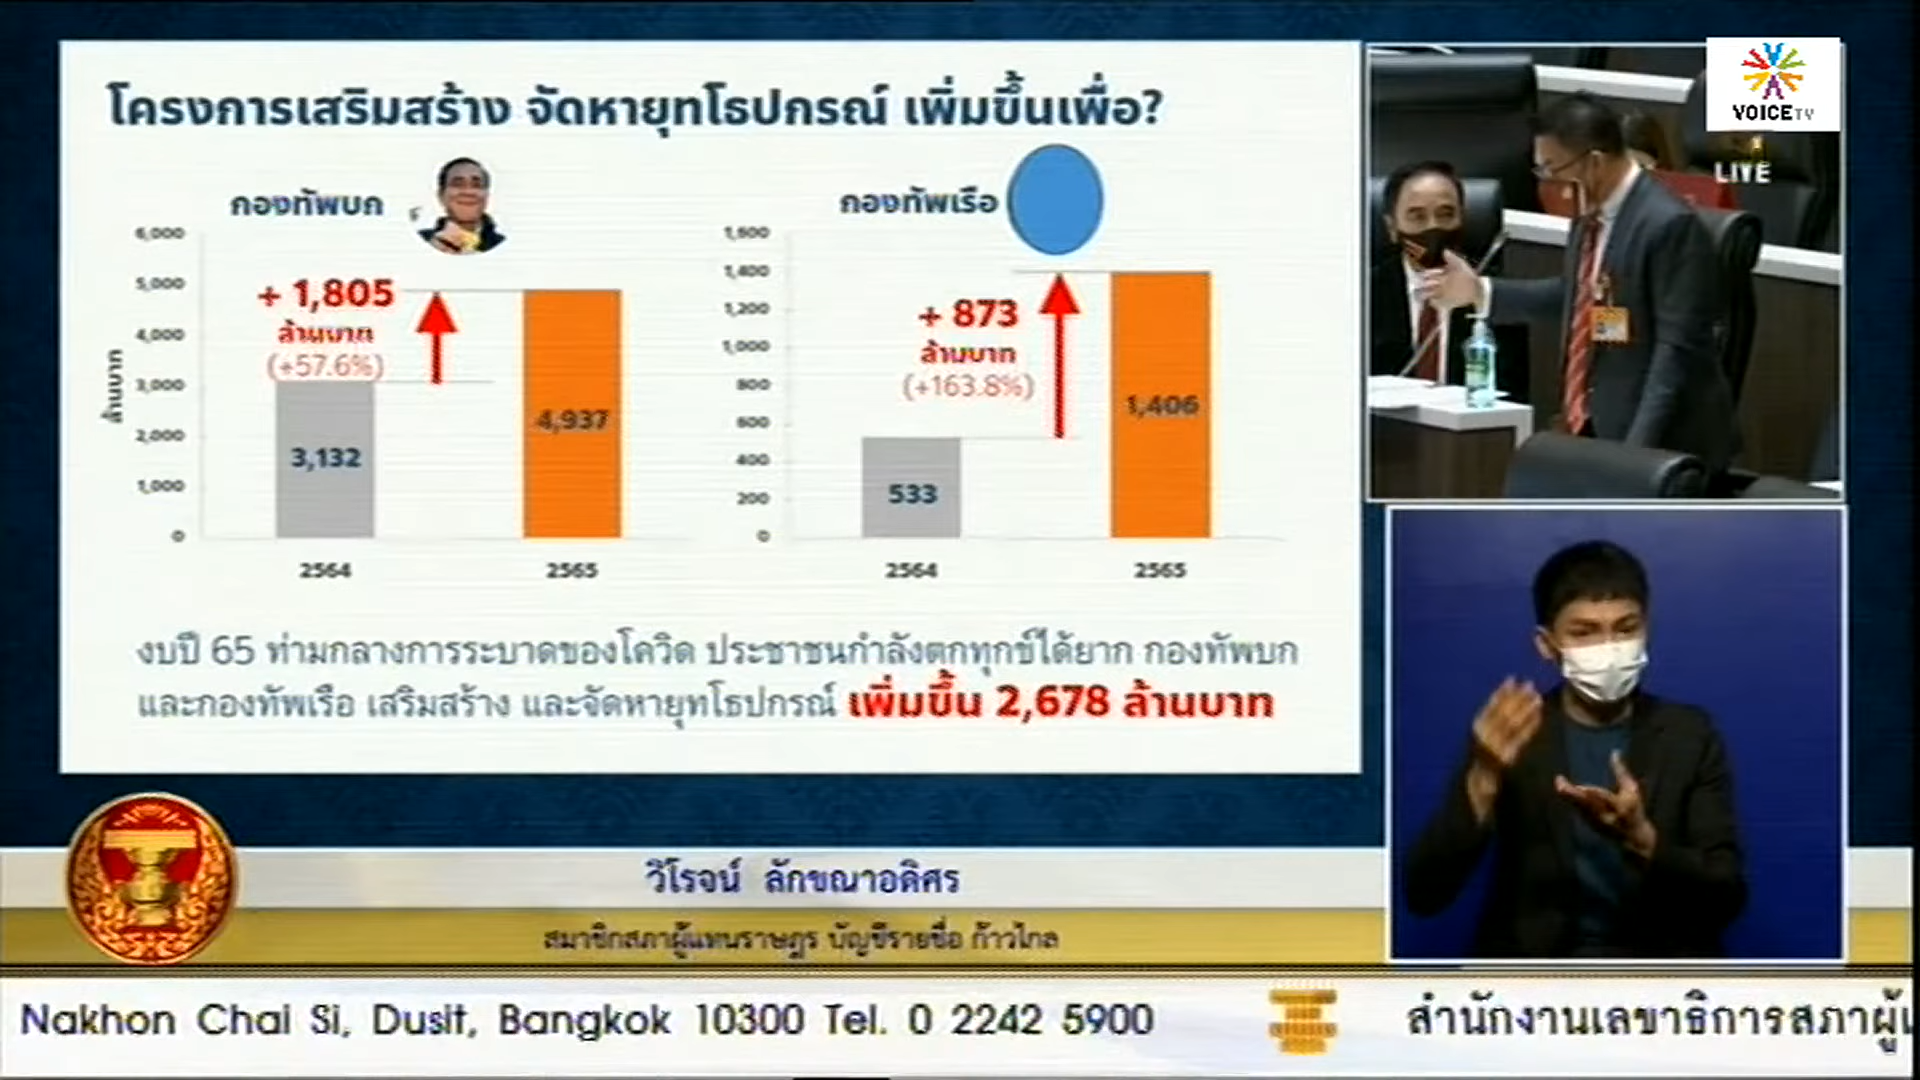 โครงการเสริมสร้าง จัดหายุทโธปกรณ์ เพิ่มขึ้นเพื่อ?
กองทัพบก
ล้านบาท
6,000
5,000
4,000
3,000
2,000
1,000
0
+ 1,805
ล้านบาท
(+57.6%)
3,132
4,937
2564
2565
กองทัพเรือ
1,600
1,400
1,200
1,000
800
600
400
200
0
+ 873
ล้านบาท
(+163.8%)
533
1,406
2564
2565
งบปี 65 ท่ามกลางการระบาดของโควิด ประชาชนกำลังตกทุกข์ได้ยาก กองทัพบก
และกองทัพเรือ เสริมสร้าง และจัดหายุทโธปกรณ์ เพิ่มขึ้น 2,678 ล้านบาท
VOICE TV
LIVE
วิโรจน์ ลักขณาอดิศร
สมาชิกสภาผู้แทนราษฎร บัญชีรายชื่อ ก้าวไกล
Nakhon Chai Si, Dusit, Bangkok 10300 Tel. 0 2242 5900
สำนักงานเลขาธิการสภาผู้แ